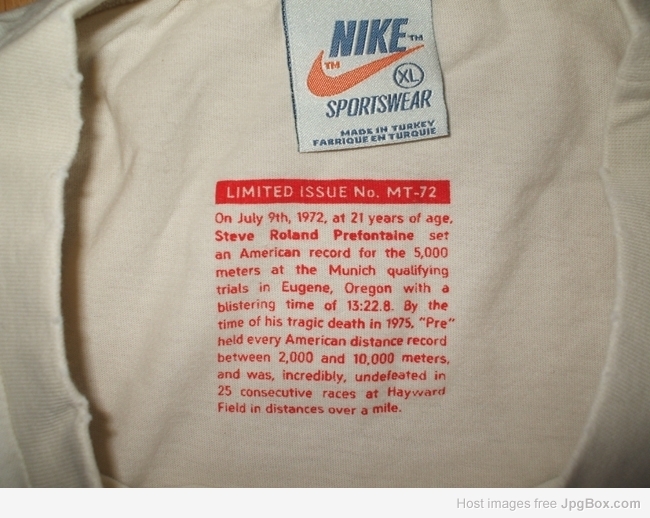 NIKE™
™
XL
SPORTSWEAR
MADE IN TURKEY
FABRIQUE EN TURQUIE
LIMITED ISSUE No. MT-72
On July 9th, 1972, at 21 years of age,
Steve Roland Prefontaine set
an American record for the 5,000
meters at the Munich qualifying
trials in Eugene, Oregon with a
blistering time of 13:22.8. By the
time of his tragic death in 1975, "Pre"
held every American distance record
between 2,000 and 10,000 meters,
and was, incredibly, undefeated in
25 consecutive races at Hayward
Field in distances over a mile.
Host images free JpgBox.com